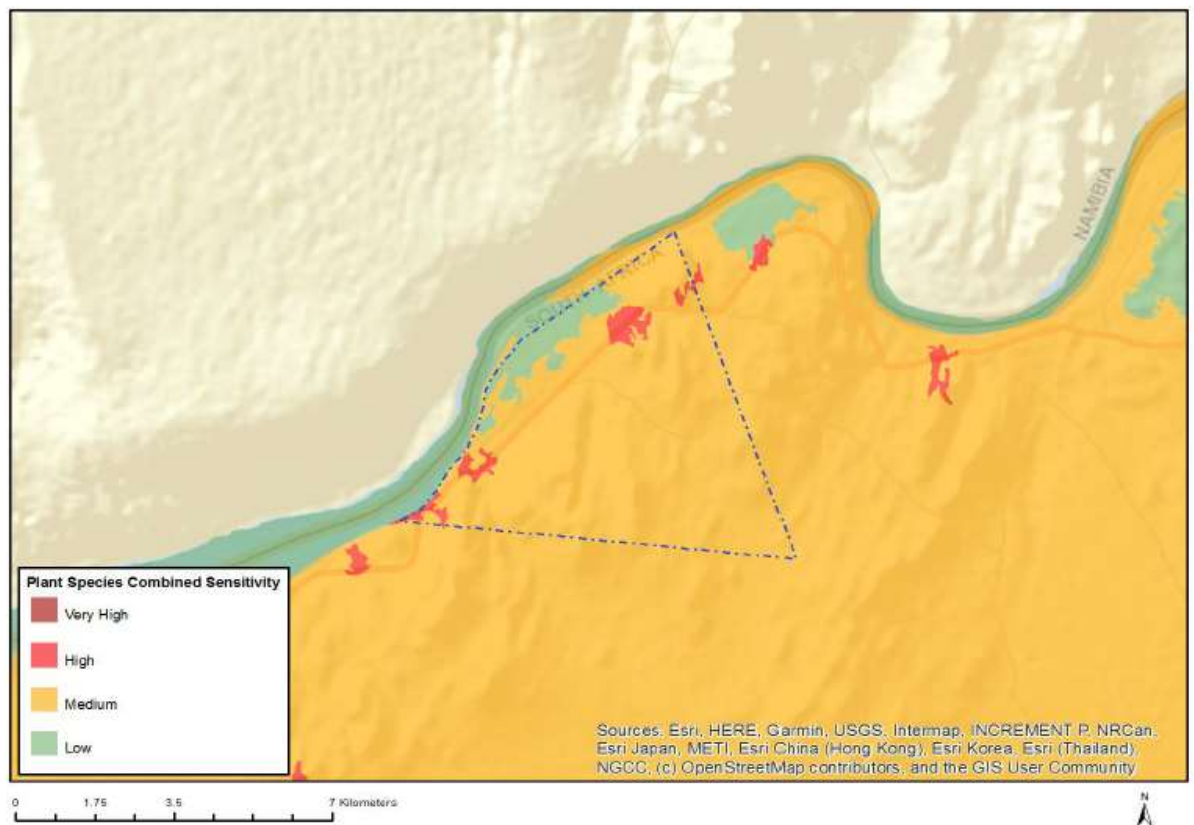 NAMIBIA
Plant Species Combined Sensitivity
Very High
High
Medium
Low
Sources: Esri, HERE, Garmin, USGS, Intermap, INCREMENT P, NRCan,
Esri Japan, METI, Esri China (Hong Kong), Esri Korea, Esri (Thailand),
NGCC, (c) OpenStreetMap contributors, and the GIS User Community
0 1.75 3.5 7 Kilometers
N